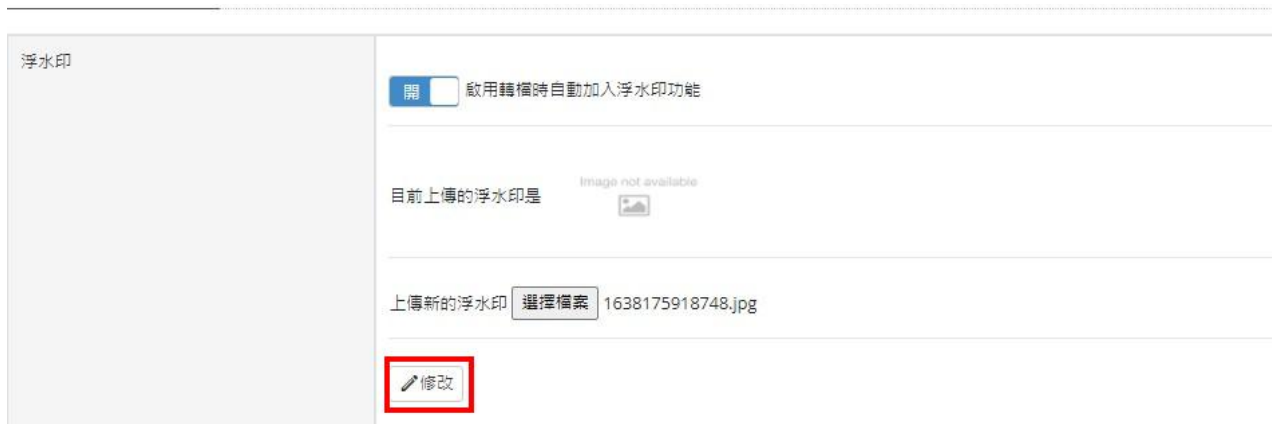 浮水印
開 啟用轉檔時自動加入浮水印功能
目前上傳的浮水印是
Image not available
上傳新的浮水印 選擇檔案 1638175918748.jpg
修改